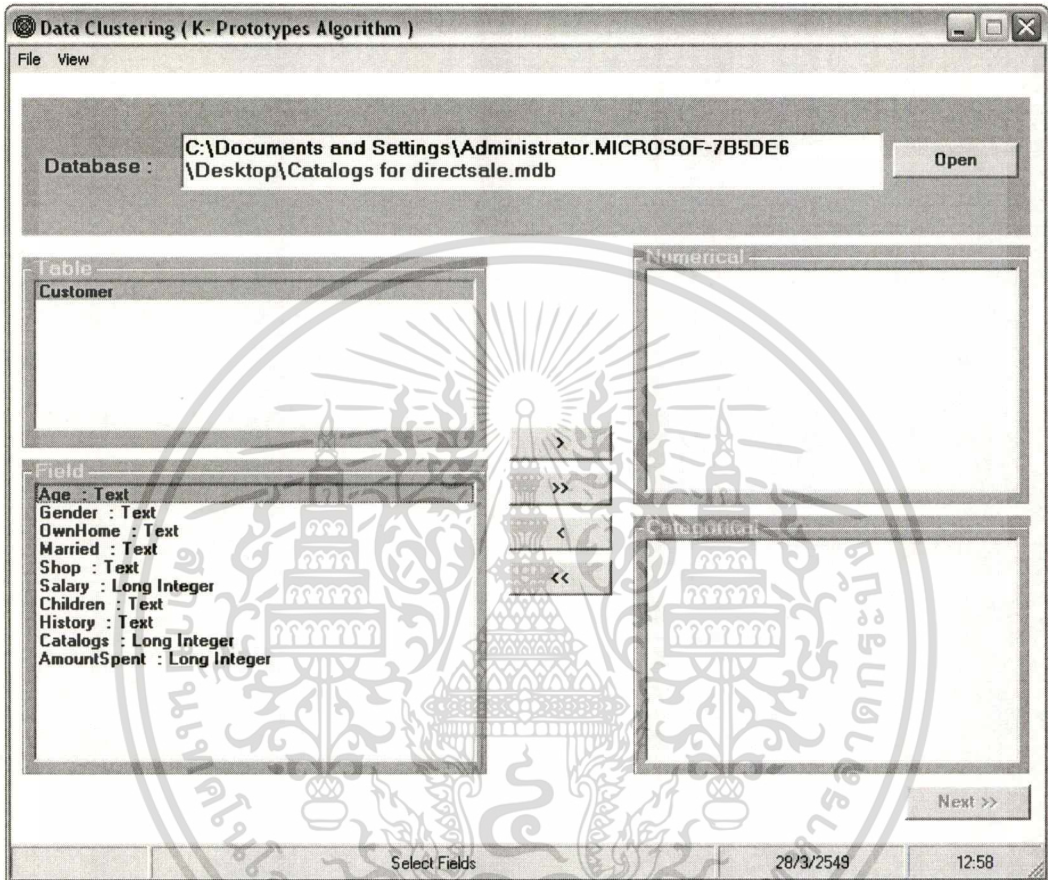 Data Clustering ( K- Prototypes Algorithm )
File View
Database :
C:\Documents and Settings\Administrator.MICROSOF-7B5DE6
\Desktop\Catalogs for directsale.mdb
Open
Table
Customer
Numerical
>
>>
<
<<
Field
Age : Text
Gender : Text
OwnHome : Text
Married : Text
Shop : Text
Salary : Long Integer
Children : Text
History : Text
Catalogs : Long Integer
AmountSpent : Long Integer
Categorical
Next >>
Select Fields
28/3/2549
12:58